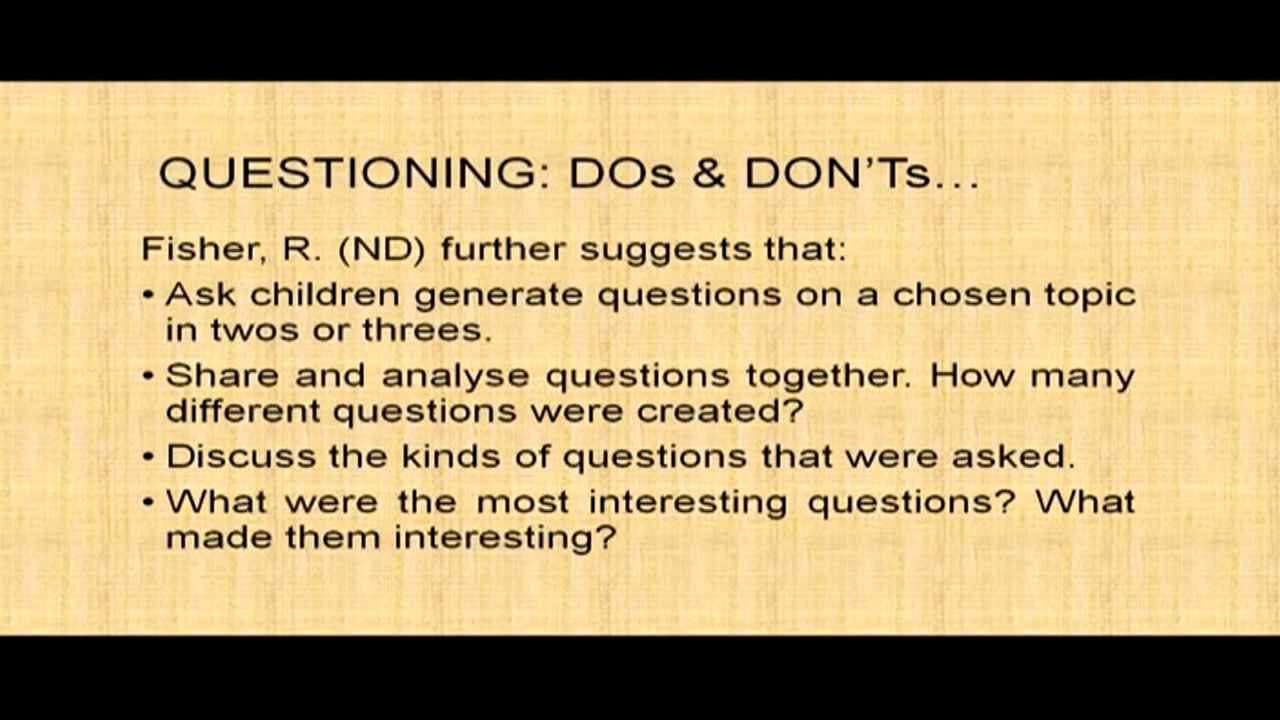 QUESTIONING: DOs & DON’Ts...
Fisher, R. (ND) further suggests that:
• Ask children generate questions on a chosen topic
in twos or threes.
• Share and analyse questions together. How many
different questions were created?
• Discuss the kinds of questions that were asked.
• What were the most interesting questions? What
made them interesting?